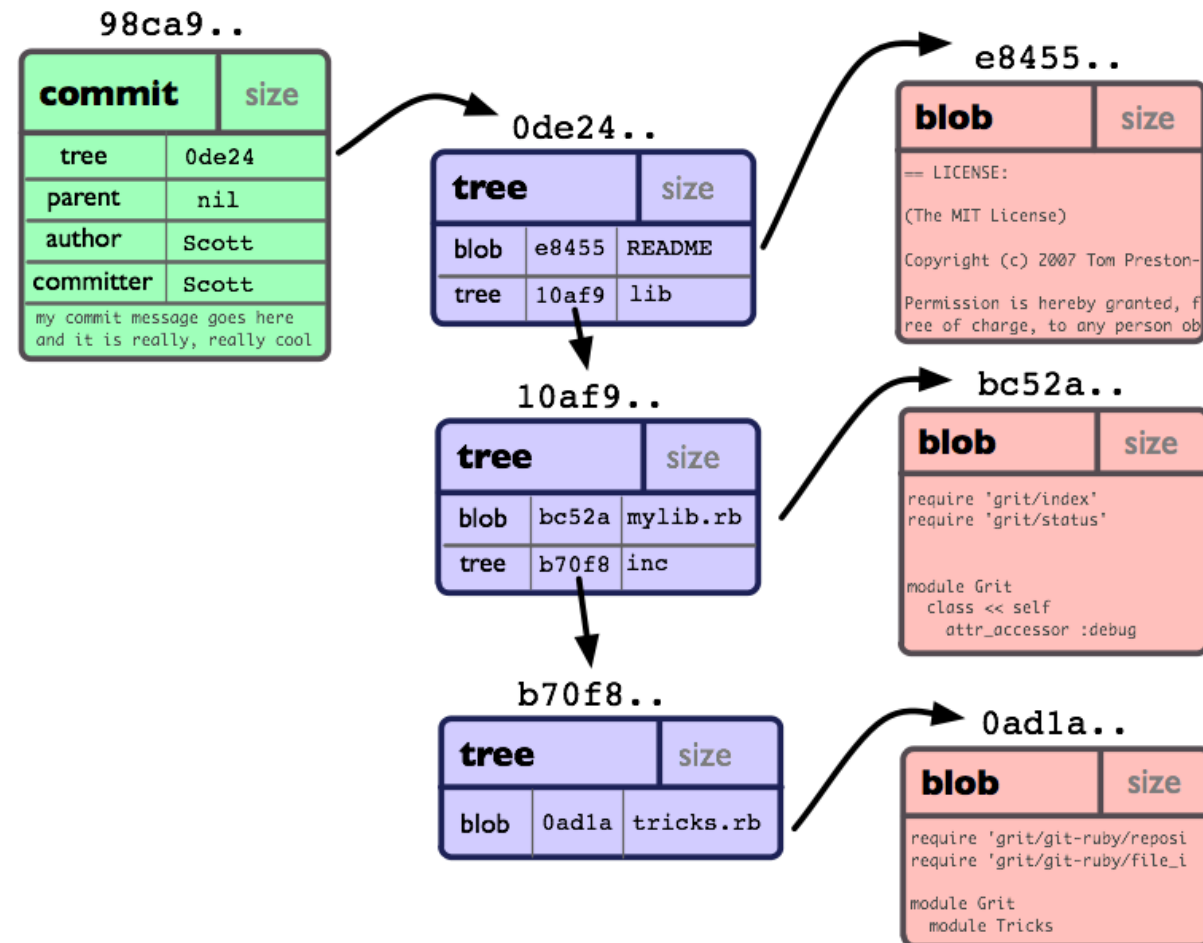 98ca9..
commit size
tree 0de24
parent nil
author Scott
committer Scott
my commit message goes here
and it is really, really cool
0de24..
tree size
blob e8455 README
tree 10af9 lib
10af9..
tree size
blob bc52a mylib.rb
tree b70f8 inc
b70f8..
tree size
blob 0ad1a tricks.rb
e8455..
blob size
== LICENSE:
(The MIT License)
Copyright (c) 2007 Tom Preston-
Permission is hereby granted, f
ree of charge, to any person ob
bc52a..
blob size
require 'grit/index'
require 'grit/status'
module Grit
class << self
attr_accessor :debug
0ad1a..
blob size
require 'grit/git-ruby/reposi
require 'grit/git-ruby/file_i
module Grit
module Tricks